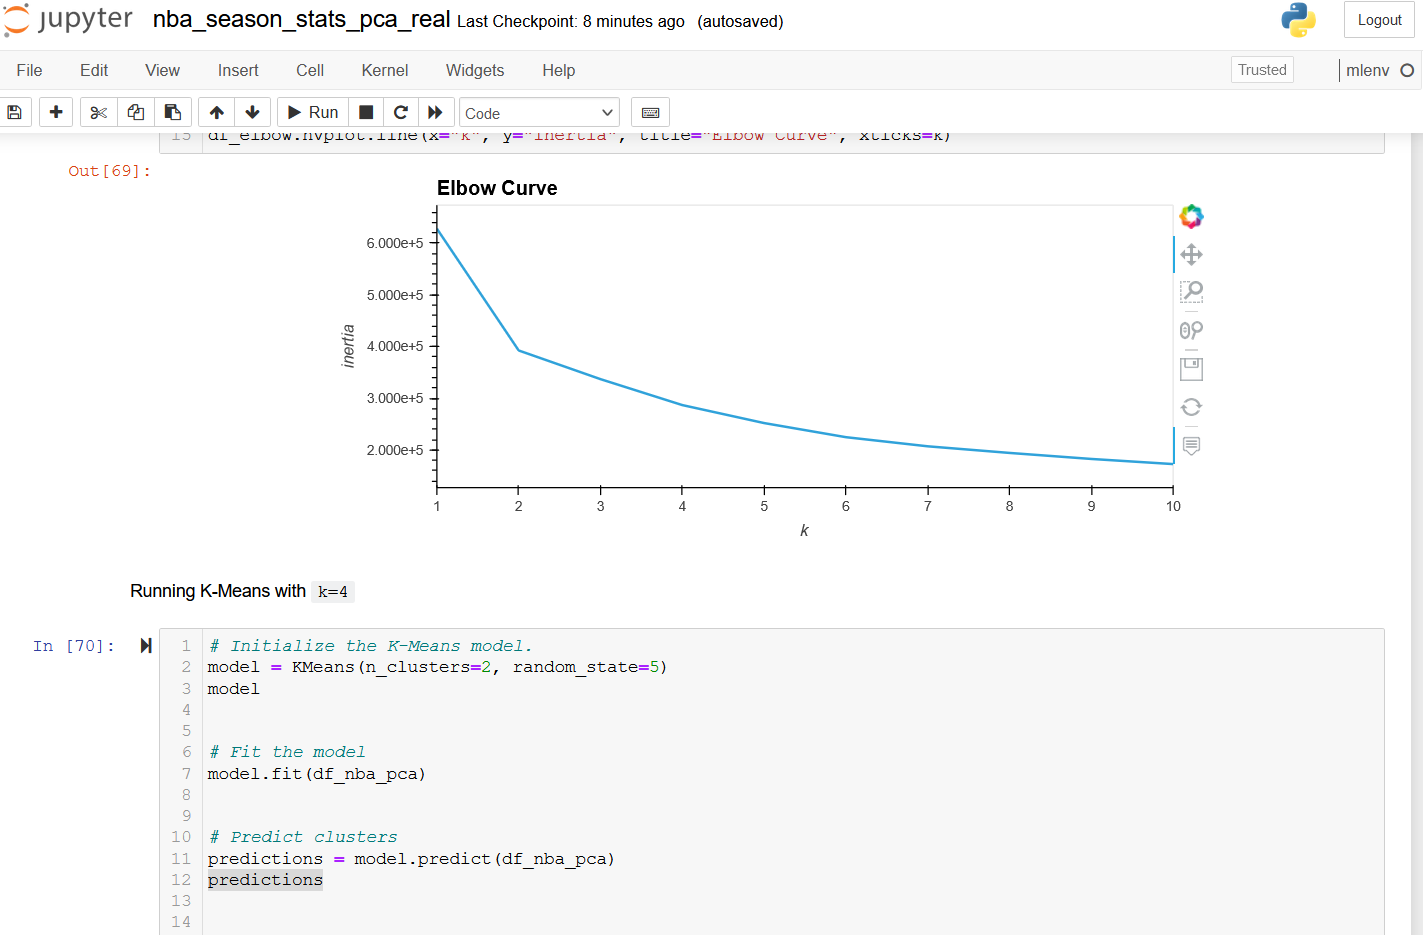 jupyter nba_season_stats_pca_real Last Checkpoint: 8 minutes ago (autosaved) Logout
File Edit View Insert Cell Kernel Widgets Help Trusted mlenv
Run Code
15 df_elbow.hvplot.line(x="k", y="inertia", title="Elbow Curve", xticks=k)
Out[69]:
Elbow Curve
6.000e+5
5.000e+5
4.000e+5
3.000e+5
2.000e+5
inertia
1 2 3 4 5 6 7 8 9 10
k
Running K-Means with k=4
In [70]:
1 # Initialize the K-Means model.
2 model = KMeans(n_clusters=2, random_state=5)
3 model
4
5
6 # Fit the model
7 model.fit(df_nba_pca)
8
9
10 # Predict clusters
11 predictions = model.predict(df_nba_pca)
12 predictions
13
14